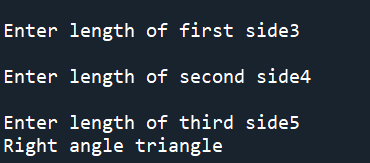 Enter length of first side3
Enter length of second side4
Enter length of third side5
Right angle triangle